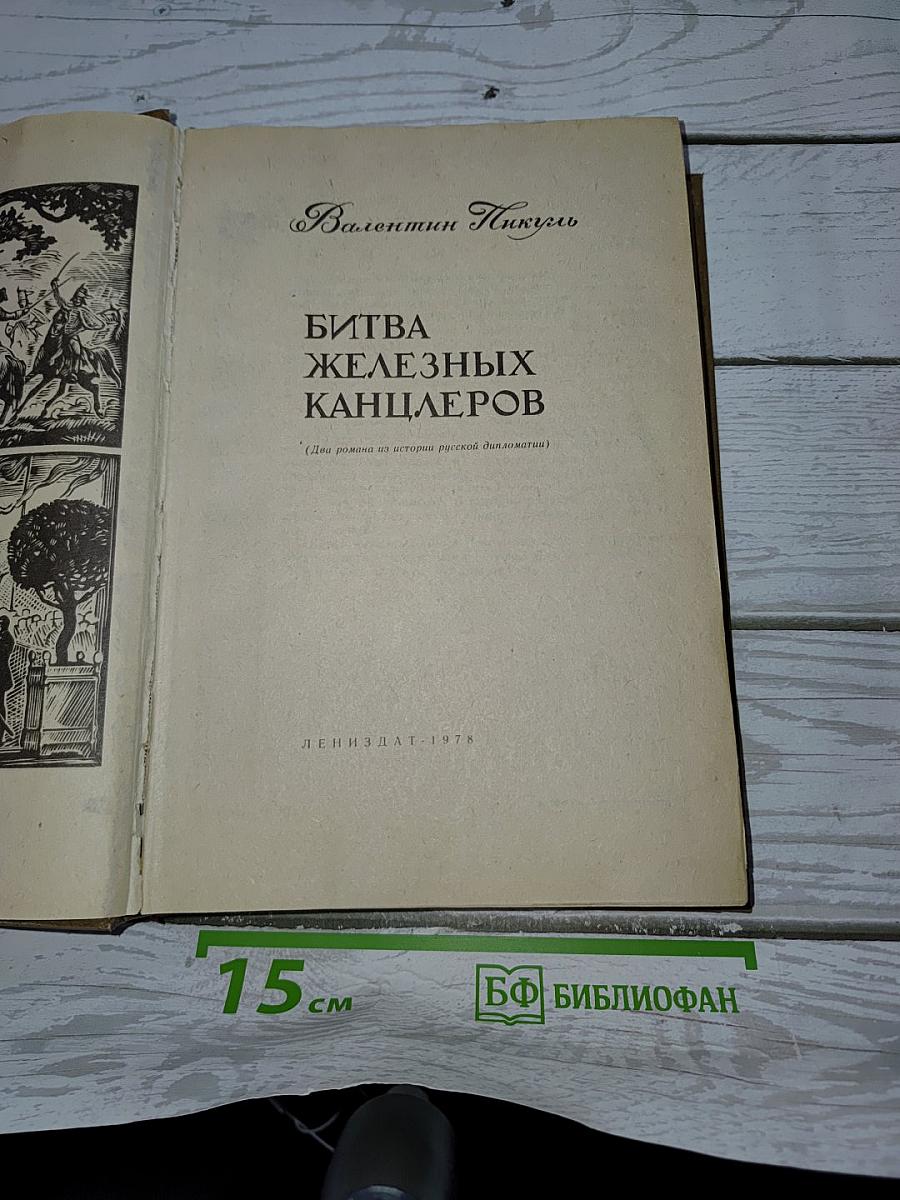 Валентин Пикуль
БИТВА
ЖЕЛЕЗНЫХ
КАНЦЛЕРОВ
(Два романа из истории русской дипломатии)
ЛЕНИЗДАТ·1978
15 см
БФ БИБЛИОФАН